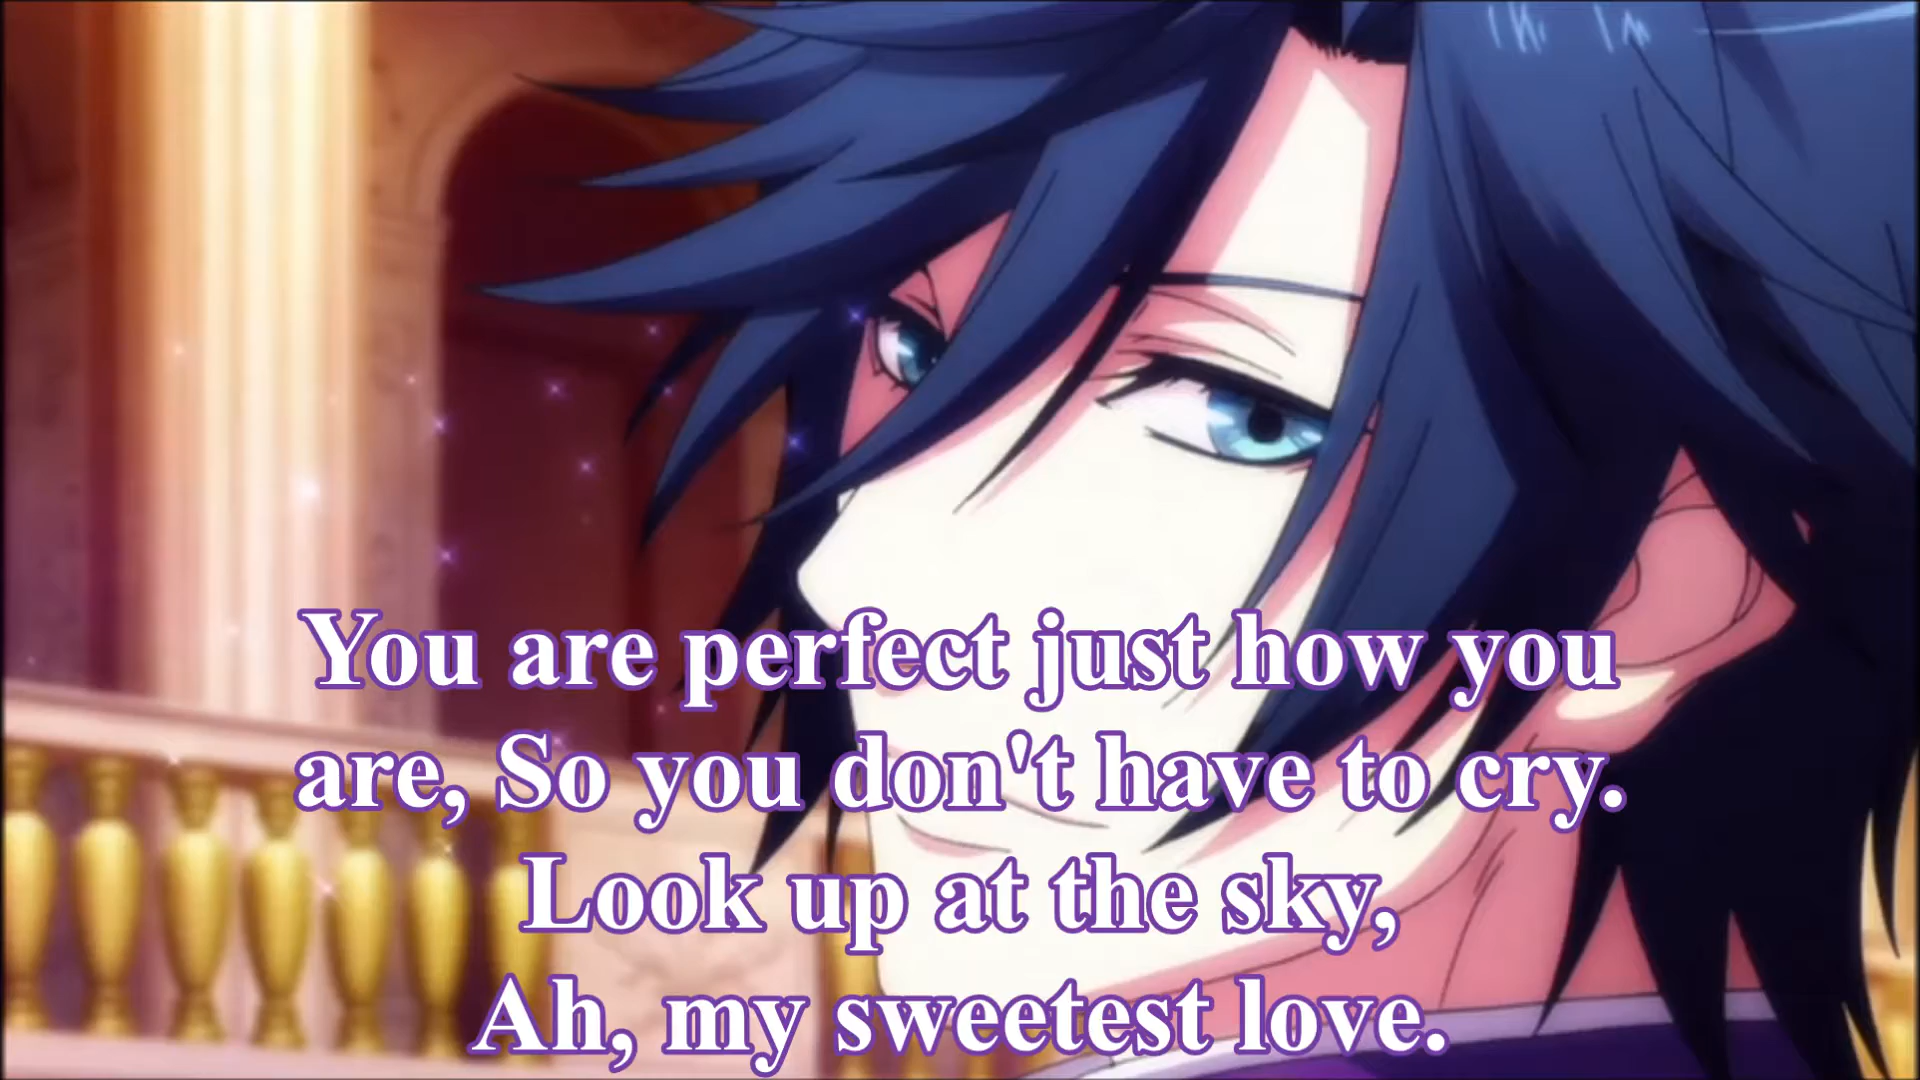 You are perfect just how you
are, So you don't have to cry.
Look up at the sky,
Ah, my sweetest love.